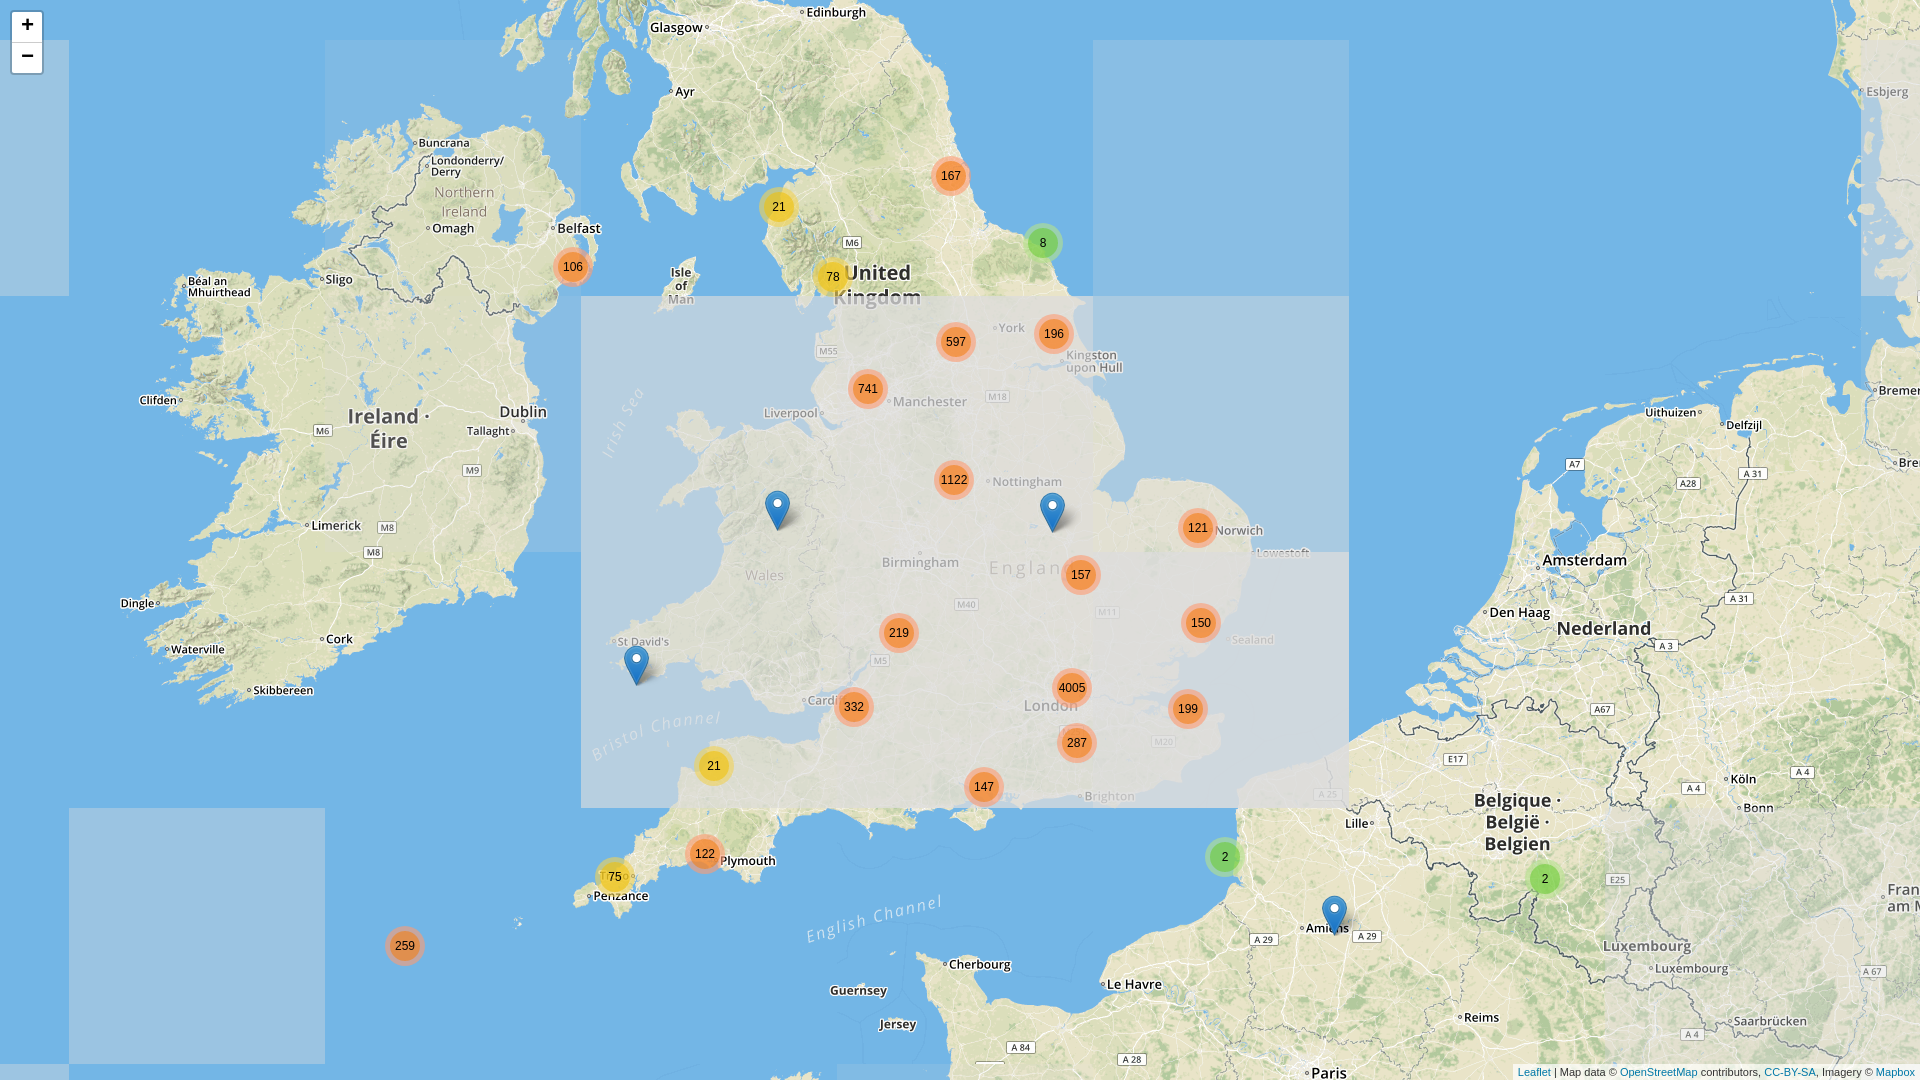 +
−
Edinburgh
Glasgow
Ayr
Esbjerg
Buncrana
Londonderry/
Derry
167
Northern
Ireland
21
Omagh
Belfast
M6
8
106
78
United
Kingdom
Isle
of
Man
Sligo
Béal an
Mhuirthead
York
196
597
M55
Kingston
upon Hull
741
Manchester
M18
Bremer
Clifden
Liverpool
Irish Sea
Ireland ·
Éire
Dublin
Tallaght
M6
Uithuizen
Delfzijl
A7
A 31
Bre
M9
1122
Nottingham
A28
Limerick
M8
M8
121
Norwich
Lowestoft
Birmingham
Wales
Englan
157
Amsterdam
Dingle
M40
M11
A 31
Den Haag
150
Nederland
Cork
219
St David's
Sealand
A 3
Waterville
M5
Skibbereen
4005
Cardi
332
London
199
A67
Bristol Channel
287
M20
E17
21
147
Brighton
A 25
Köln
A 4
A 4
Bonn
Belgique ·
België ·
Belgien
Lille
122
Plymouth
2
75
Penzance
2
E25
Fran
am M
English Channel
Amiens
A 29
A 29
259
Luxembourg
Luxembourg
A 67
Cherbourg
Le Havre
Guernsey
Reims
Jersey
Saarbrücken
A 4
A 84
A 28
Paris
Leaflet | Map data © OpenStreetMap contributors, CC-BY-SA, Imagery © Mapbox